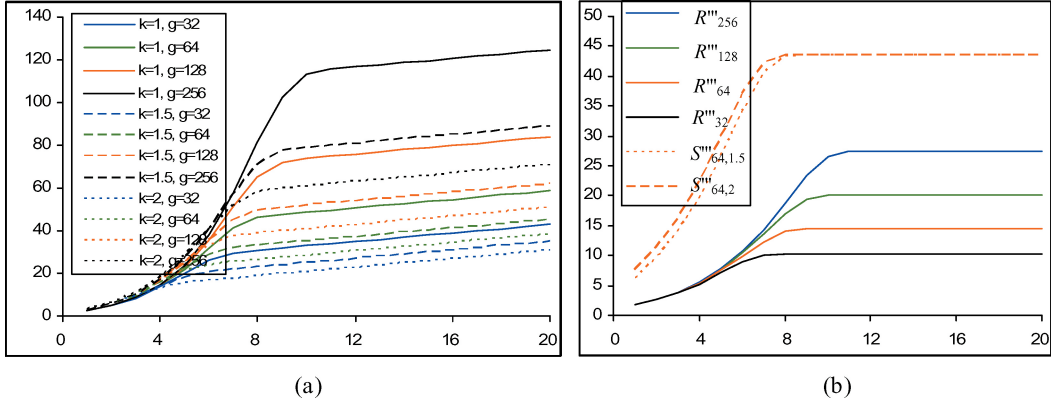 140
120
100
80
60
40
20
0
0 4 8 12 16 20
k=1, g=32
k=1, g=64
k=1, g=128
k=1, g=256
k=1.5, g=32
k=1.5, g=64
k=1.5, g=128
k=1.5, g=256
k=2, g=32
k=2, g=64
k=2, g=128
k=2, g=256
(a)
50
45
40
35
30
25
20
15
10
5
0
0 4 8 12 16 20
R'''256
R'''128
R'''64
R'''32
S'''64,1.5
S'''64,2
(b)